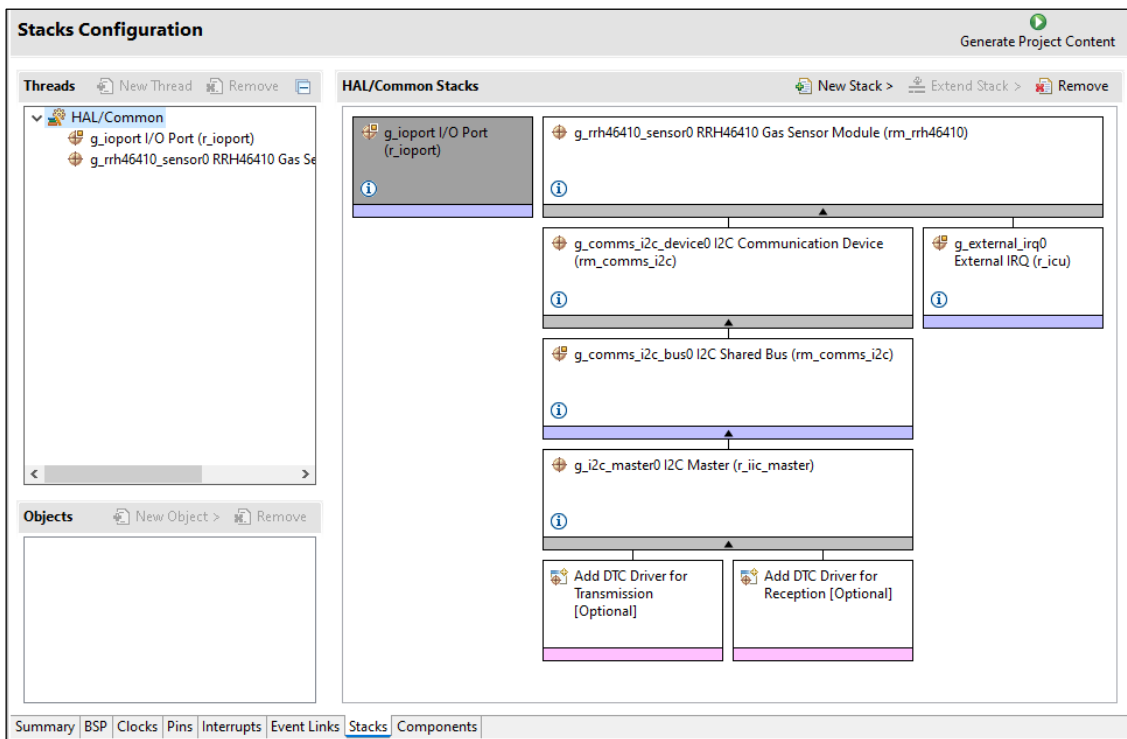 Stacks Configuration
Generate Project Content
Threads New Thread Remove
HAL/Common
g_ioport I/O Port (r_ioport)
g_rrh46410_sensor0 RRH46410 Gas Se
Objects New Object > Remove
HAL/Common Stacks New Stack > Extend Stack > Remove
g_ioport I/O Port
(r_ioport)
g_rrh46410_sensor0 RRH46410 Gas Sensor Module (rm_rrh46410)
g_comms_i2c_device0 I2C Communication Device
(rm_comms_i2c)
g_external_irq0
External IRQ (r_icu)
g_comms_i2c_bus0 I2C Shared Bus (rm_comms_i2c)
g_i2c_master0 I2C Master (r_iic_master)
Add DTC Driver for
Transmission
[Optional]
Add DTC Driver for
Reception [Optional]
Summary BSP Clocks Pins Interrupts Event Links Stacks Components